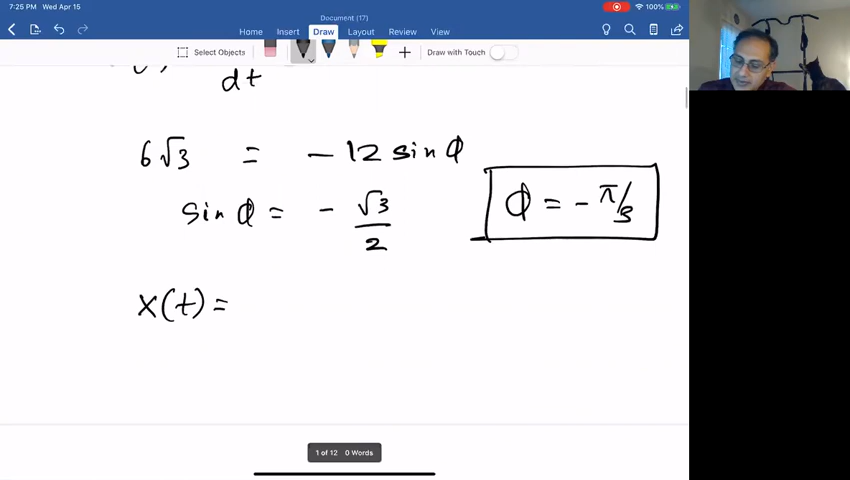 7:25 PM Wed Apr 15
100%
Document (17)
Home Insert Draw Layout Review View
Select Objects
Draw with Touch
dt
6√3 = - 12 sin ϕ
sin ϕ = - √3/2
ϕ = - π/3
x(t) =
1 of 12 0 Words